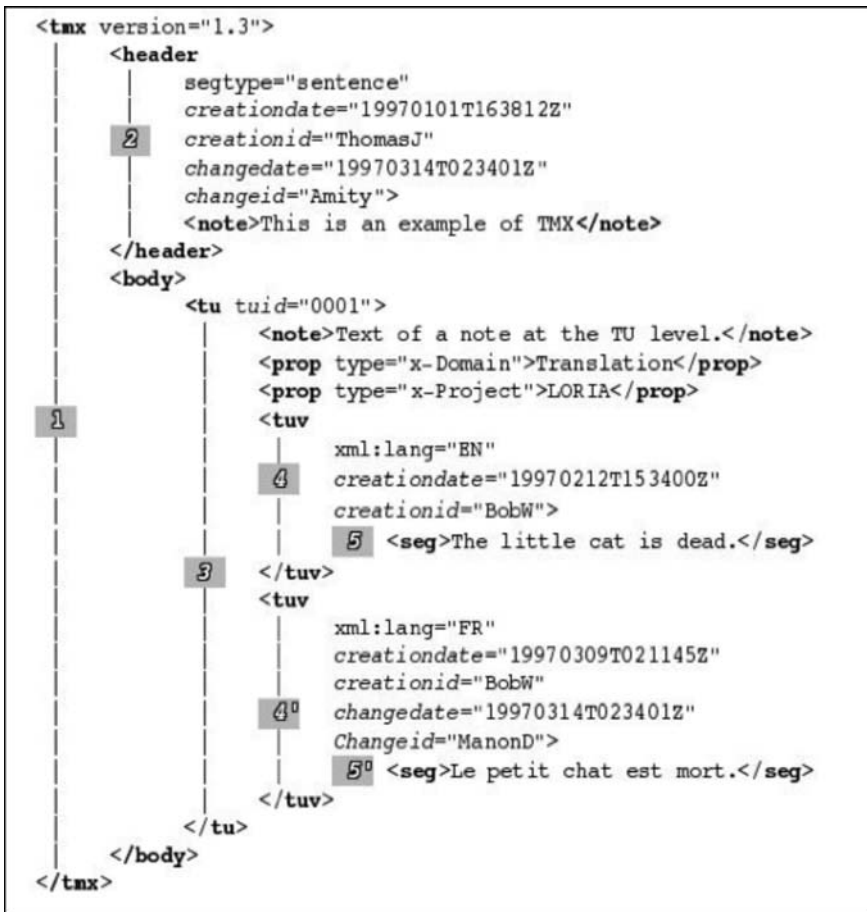 <tmx version="1.3">
<header
segtype="sentence"
creationdate="19970101T163812Z"
2 creationid="ThomasJ"
changedate="19970314T023401Z"
changeid="Amity">
<note>This is an example of TMX</note>
</header>
<body>
<tu tuid="0001">
<note>Text of a note at the TU level.</note>
<prop type="x-Domain">Translation</prop>
<prop type="x-Project">LORIA</prop>
1 <tuv
xml:lang="EN"
4 creationdate="19970212T153400Z"
creationid="BobW">
5 <seg>The little cat is dead.</seg>
3 </tuv>
<tuv
xml:lang="FR"
creationdate="19970309T021145Z"
creationid="BobW"
4' changedate="19970314T023401Z"
Changeid="ManonD">
5' <seg>Le petit chat est mort.</seg>
</tuv>
</tu>
</body>
</tmx>